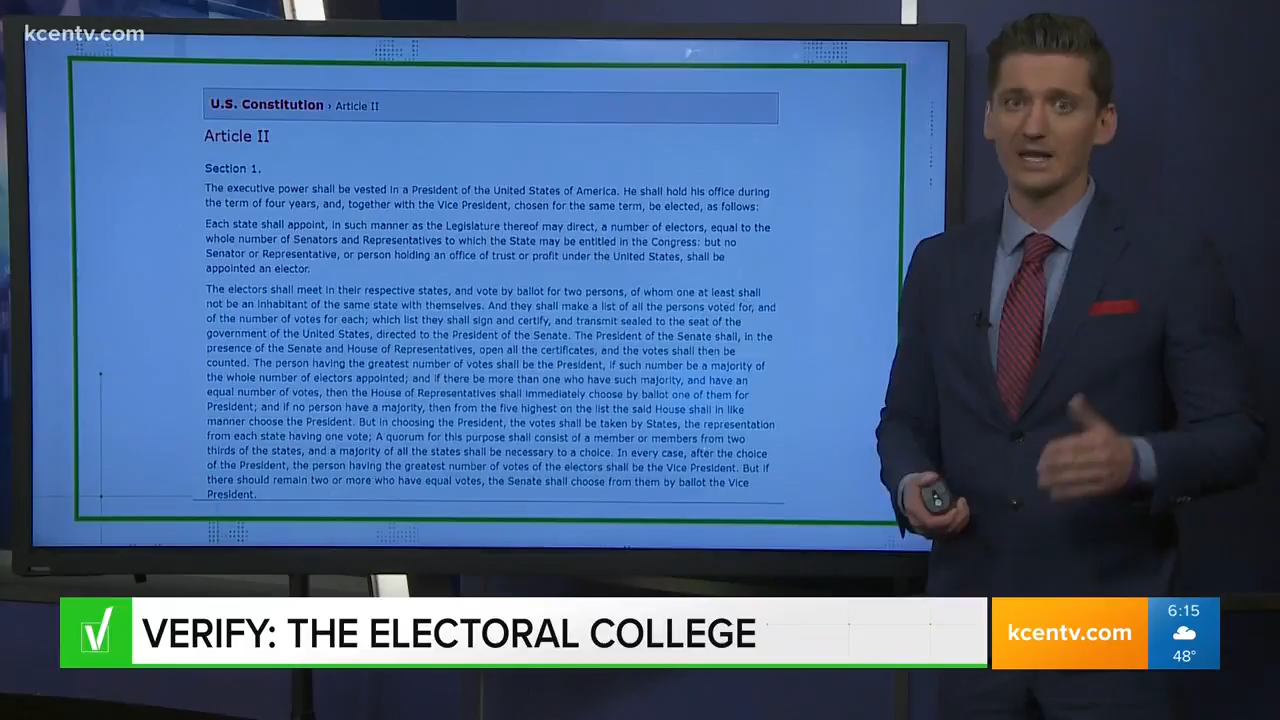 kcentv.com
U.S. Constitution › Article II
Article II
Section 1.
The executive power shall be vested in a President of the United States of America. He shall hold his office during
the term of four years, and, together with the Vice President, chosen for the same term, be elected, as follows:
Each state shall appoint, in such manner as the Legislature thereof may direct, a number of electors, equal to the
whole number of Senators and Representatives to which the State may be entitled in the Congress: but no
Senator or Representative, or person holding an office of trust or profit under the United States, shall be
appointed an elector.
The electors shall meet in their respective states, and vote by ballot for two persons, of whom one at least shall
not be an inhabitant of the same state with themselves. And they shall make a list of all the persons voted for, and
of the number of votes for each; which list they shall sign and certify, and transmit sealed to the seat of the
government of the United States, directed to the President of the Senate. The President of the Senate shall, in the
presence of the Senate and House of Representatives, open all the certificates, and the votes shall then be
counted. The person having the greatest number of votes shall be the President, if such number be a majority of
the whole number of electors appointed; and if there be more than one who have such majority, and have an
equal number of votes, then the House of Representatives shall immediately choose by ballot one of them for
President; and if no person have a majority, then from the five highest on the list the said House shall in like
manner choose the President. But in choosing the President, the votes shall be taken by States, the representation
from each state having one vote; A quorum for this purpose shall consist of a member or members from two
thirds of the states, and a majority of all the states shall be necessary to a choice. In every case, after the choice
of the President, the person having the greatest number of votes of the electors shall be the Vice President. But if
there should remain two or more who have equal votes, the Senate shall choose from them by ballot the Vice
President.
VERIFY: THE ELECTORAL COLLEGE
kcentv.com
6:15
48°